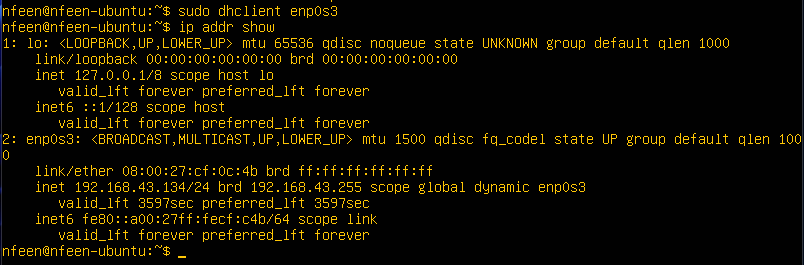 nfeen@nfeen-ubuntu:~$ sudo dhclient enp0s3
nfeen@nfeen-ubuntu:~$ ip addr show
1: lo: <LOOPBACK,UP,LOWER_UP> mtu 65536 qdisc noqueue state UNKNOWN group default qlen 1000
    link/loopback 00:00:00:00:00:00 brd 00:00:00:00:00:00
    inet 127.0.0.1/8 scope host lo
       valid_lft forever preferred_lft forever
    inet6 ::1/128 scope host
       valid_lft forever preferred_lft forever
2: enp0s3: <BROADCAST,MULTICAST,UP,LOWER_UP> mtu 1500 qdisc fq_codel state UP group default qlen 100
0
    link/ether 08:00:27:cf:0c:4b brd ff:ff:ff:ff:ff:ff
    inet 192.168.43.134/24 brd 192.168.43.255 scope global dynamic enp0s3
       valid_lft 3597sec preferred_lft 3597sec
    inet6 fe80::a00:27ff:fecf:c4b/64 scope link
       valid_lft forever preferred_lft forever
nfeen@nfeen-ubuntu:~$ _